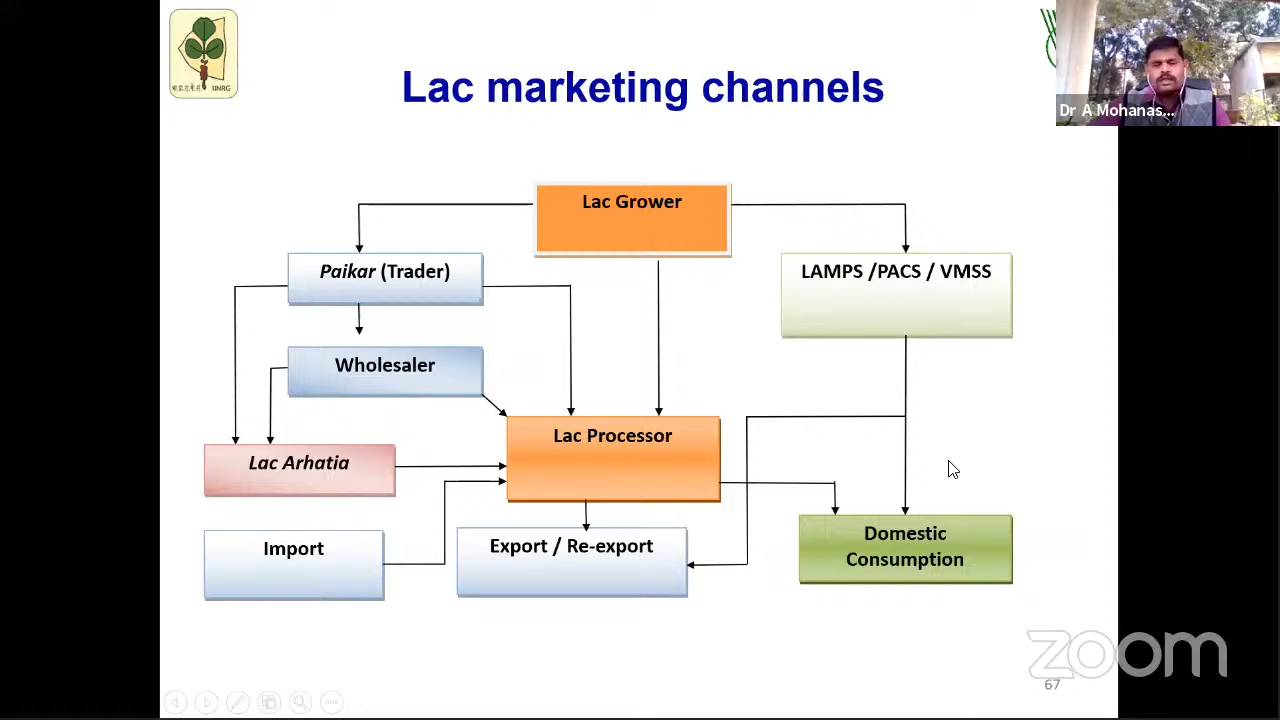 IINRG
Lac marketing channels
Dr A Mohanas...
Lac Grower
Paikar (Trader)
LAMPS /PACS / VMSS
Wholesaler
Lac Processor
Lac Arhatia
Import
Export / Re-export
Domestic
Consumption
zoom
67